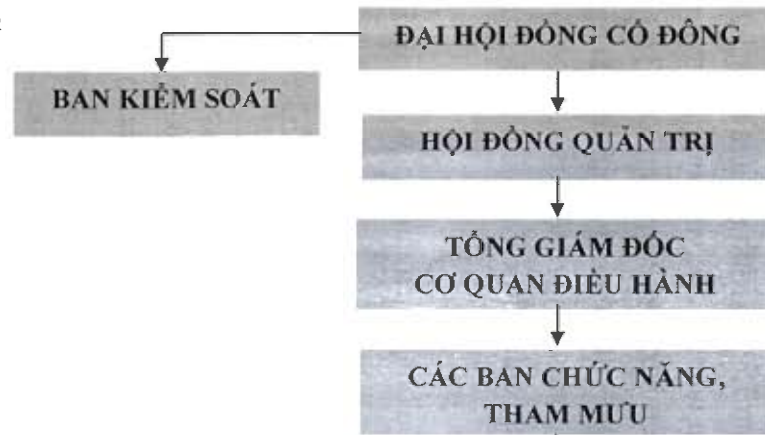 ĐẠI HỘI ĐỒNG CỔ ĐÔNG
BAN KIỂM SOÁT
HỘI ĐỒNG QUẢN TRỊ
TỔNG GIÁM ĐỐC
CƠ QUAN ĐIỀU HÀNH
CÁC BAN CHỨC NĂNG,
THAM MƯU